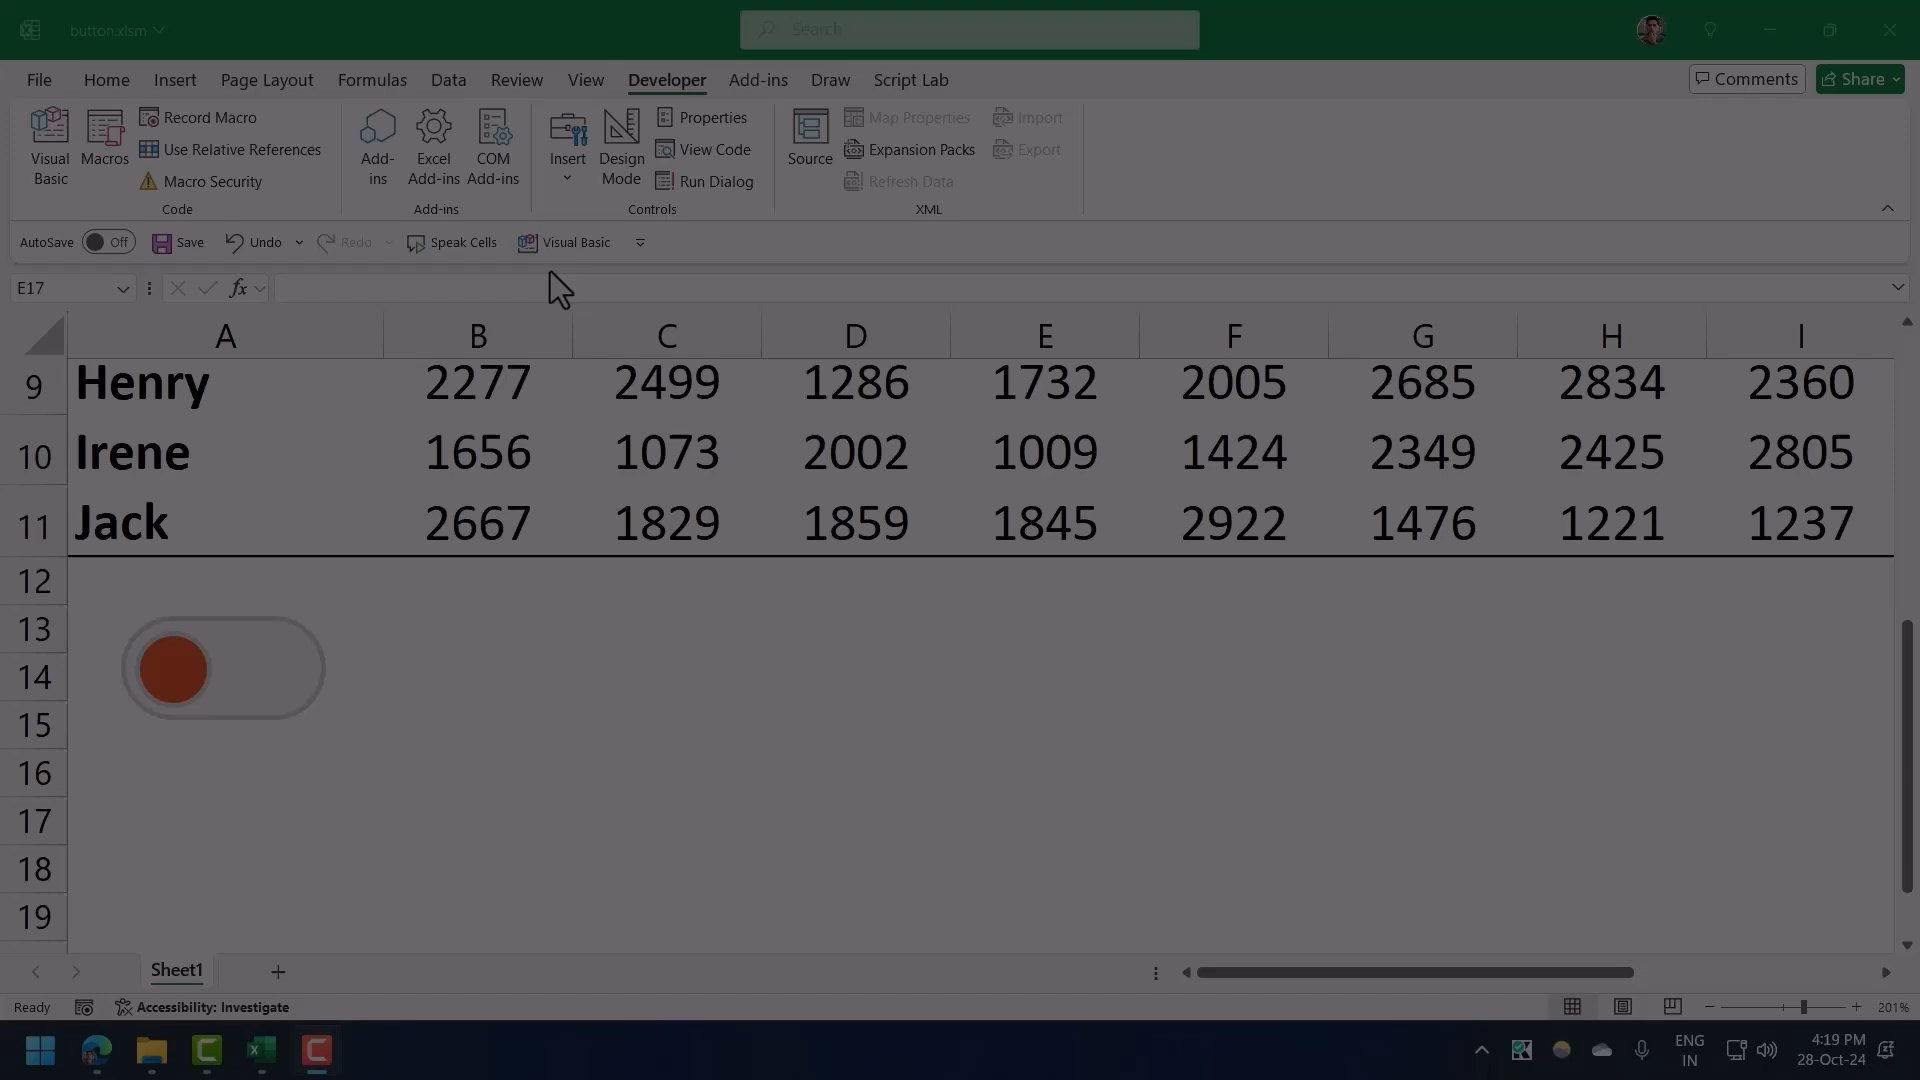 button.xlsm
Search
File Home Insert Page Layout Formulas Data Review View Developer Add-ins Draw Script Lab Comments Share
Visual Basic
Macros
Record Macro
Use Relative References
Macro Security
Code
Add-ins
Excel Add-ins
COM Add-ins
Add-ins
Insert
Design Mode
Properties
View Code
Run Dialog
Controls
Source
Map Properties
Expansion Packs
Refresh Data
Import
Export
XML
AutoSave Off Save Undo Redo Speak Cells Visual Basic
E17 fx
A B C D E F G H I
9 Henry 2277 2499 1286 1732 2005 2685 2834 2360
10 Irene 1656 1073 2002 1009 1424 2349 2425 2805
11 Jack 2667 1829 1859 1845 2922 1476 1221 1237
12
13
14
15
16
17
18
19
Sheet1
Ready Accessibility: Investigate 201%
ENG
IN
4:19 PM
28-Oct-24